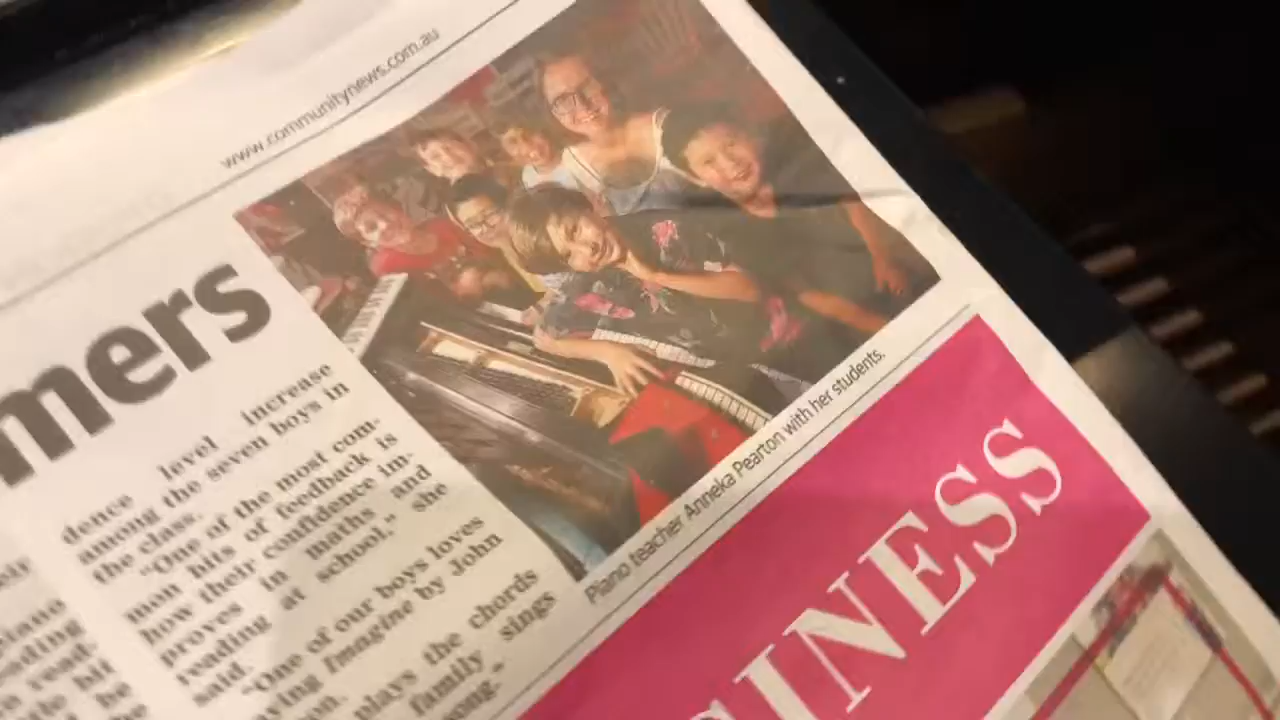 www.communitynews.com.au
mers
dence level increase
among the seven boys in
the class.
"One of the most com-
mon bits of feedback is
how their confidence im-
proves in maths and
reading at school," she
said.
"One of our boys loves
Imagine by John
plays the chords
family sings
Piano teacher Anneka Pearton with her students.
INESS